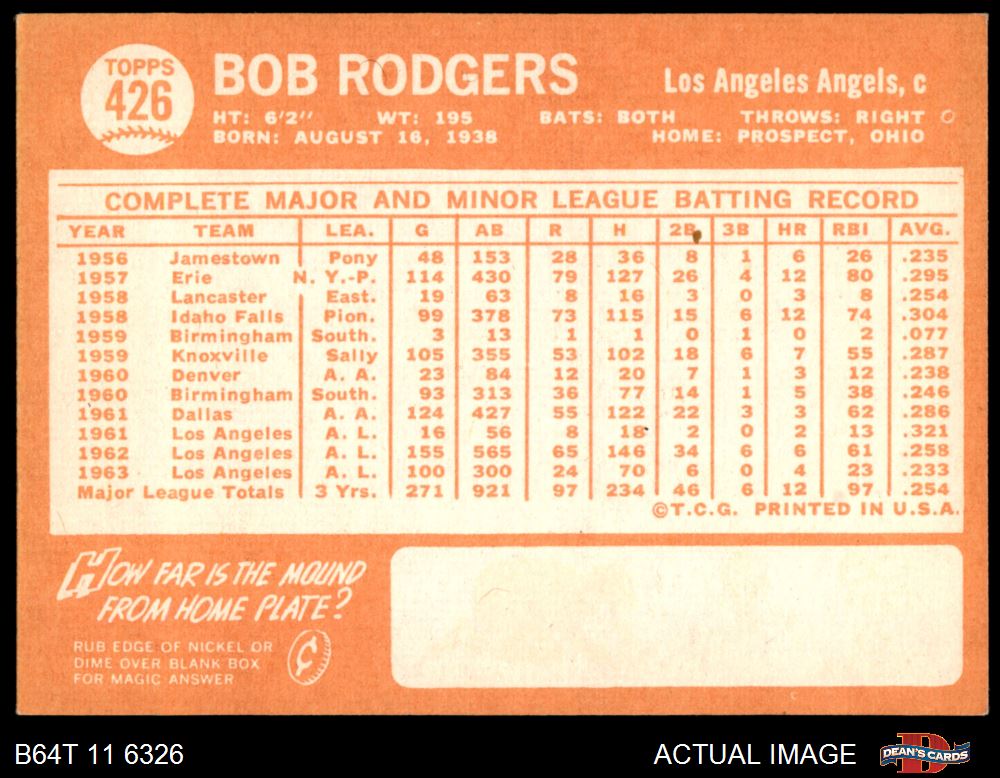 TOPPS
426
BOB RODGERS
Los Angeles Angels, c
HT: 6'2" WT: 195 BATS: BOTH THROWS: RIGHT
BORN: AUGUST 16, 1938 HOME: PROSPECT, OHIO
COMPLETE MAJOR AND MINOR LEAGUE BATTING RECORD
YEAR TEAM LEA. G AB R H 2B 3B HR RBI AVG.
1956 Jamestown Pony 48 153 28 36 8 1 6 26 .235
1957 Erie N. Y.-P. 114 430 79 127 26 4 12 80 .295
1958 Lancaster East. 19 63 8 16 3 0 3 8 .254
1958 Idaho Falls Pion. 99 378 73 115 15 6 12 74 .304
1959 Birmingham South. 3 13 1 1 0 1 0 2 .077
1959 Knoxville Sally 105 355 53 102 18 6 7 55 .287
1960 Denver A. A. 23 84 12 20 7 1 3 12 .238
1960 Birmingham South. 93 313 36 77 14 1 5 38 .246
1961 Dallas A. A. 124 427 55 122 22 3 3 62 .286
1961 Los Angeles A. L. 16 56 8 18 2 0 2 13 .321
1962 Los Angeles A. L. 155 565 65 146 34 6 6 61 .258
1963 Los Angeles A. L. 100 300 24 70 6 0 4 23 .233
Major League Totals 3 Yrs. 271 921 97 234 46 6 12 97 .254
©T.C.G. PRINTED IN U.S.A.
HOW FAR IS THE MOUND
FROM HOME PLATE?
RUB EDGE OF NICKEL OR
DIME OVER BLANK BOX
FOR MAGIC ANSWER
¢
B64T 11 6326
ACTUAL IMAGE
D
DEAN'S CARDS